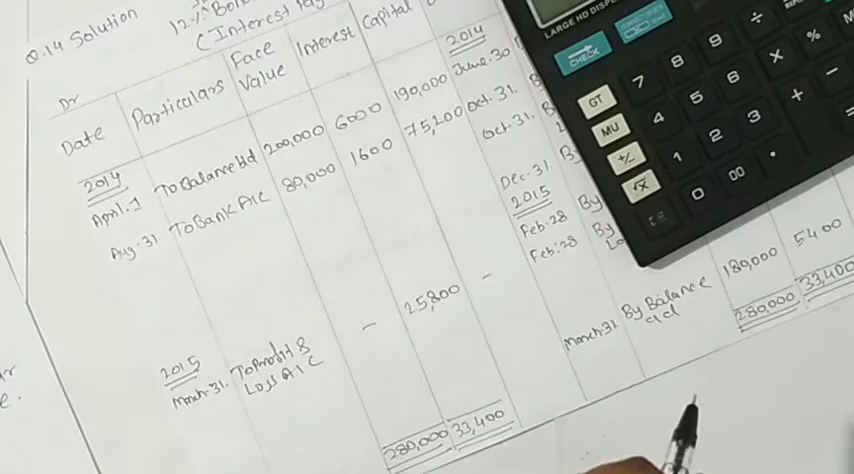 Q.14 Solution
12% Bon
(Interest Pay
Dr
Date Particulars Face Value Interest Capital
2014 2014
April.1 To Balance b/d 200,000 6000 190,000 June.30
Aug.31 To Bank A/C 80,000 1600 75,200 Oct.31. B
Oct.31. B
Dec.31. By
2015
Feb.28 By
Feb.28 By
Lo
2015
March.31. To Profit & Loss A/C - 25,800 - March.31 By Balance c/d 180,000 5400
280,000 33,400 280,000 33,400
LARGE HD DISP
CHECK
CORRECT
GT 7 8 9 ÷
MU 4 5 6 × %
+/- 1 2 3 + −
√x 0 00 . =
C/CE